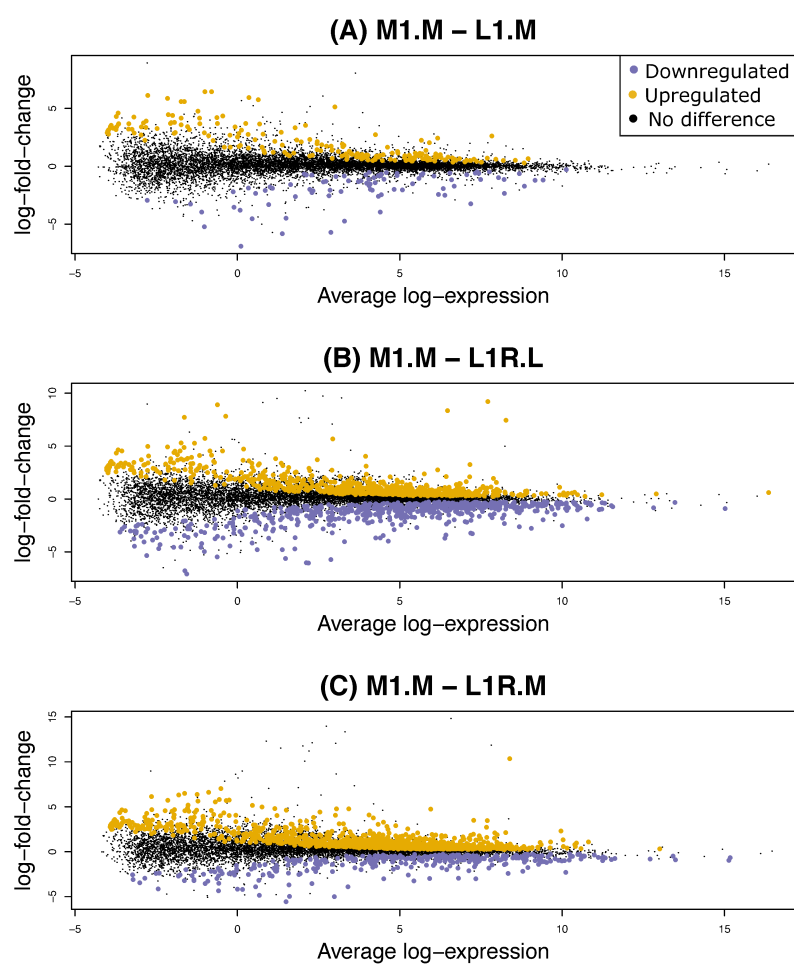 (A) M1.M − L1.M
log−fold−change
5
0
−5
Downregulated
Upregulated
No difference
−5 0 5 10 15
Average log−expression
(B) M1.M − L1R.L
log−fold−change
10
5
0
−5
−5 0 5 10 15
Average log−expression
(C) M1.M − L1R.M
log−fold−change
15
10
5
0
−5
−5 0 5 10 15
Average log−expression